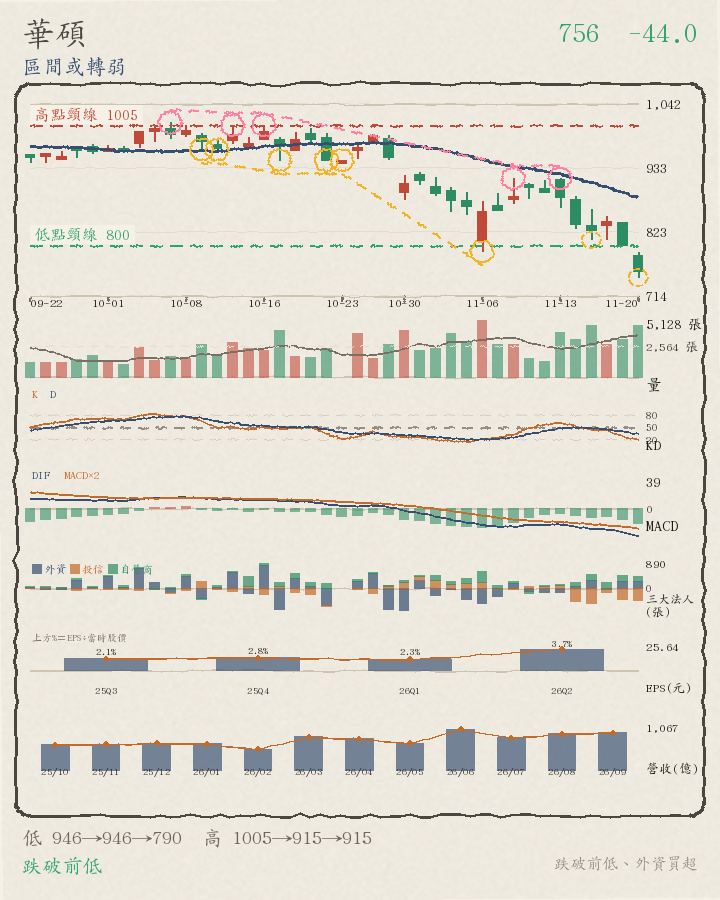 華碩
756 -44.0
區間或轉弱
高點頸線 1005
低點頸線 800
1,042
933
823
714
09-22 10-01 10-08 10-16 10-23 10-30 11-06 11-13 11-20
5,128 張
2,564 張
量
K D
80
50
20
KD
DIF MACD×2
39
0
MACD
外資 投信 自營商
890
0
三大法人
(張)
上方%=EPS÷當時股價
2.1% 2.8% 2.3% 3.7%
25.64
25Q3 25Q4 26Q1 26Q2
EPS(元)
1,067
25/10 25/11 25/12 26/01 26/02 26/03 26/04 26/05 26/06 26/07 26/08 26/09
營收(億)
低 946→946→790 高 1005→915→915
跌破前低
跌破前低、外資買超